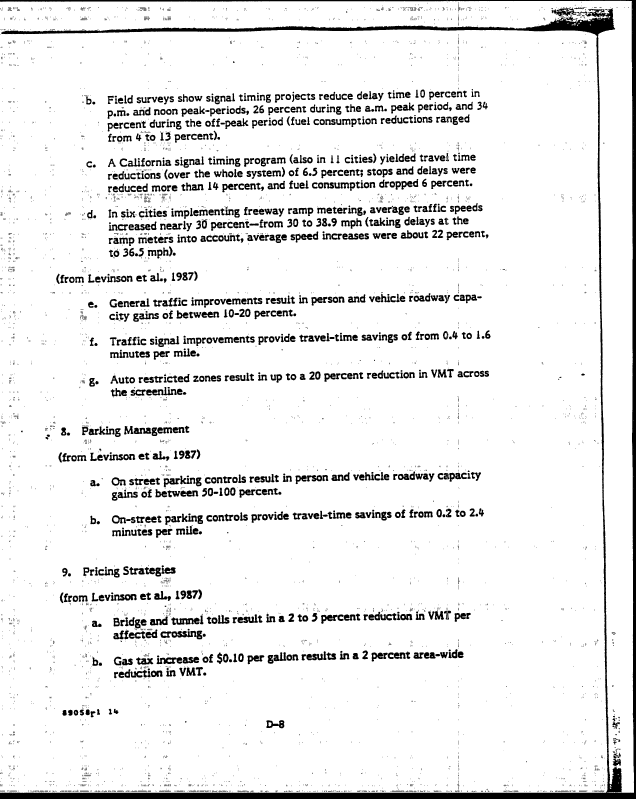 b. Field surveys show signal timing projects reduce delay time 10 percent in
p.m. and noon peak-periods, 26 percent during the a.m. peak period, and 34
percent during the off-peak period (fuel consumption reductions ranged
from 4 to 13 percent).
c. A California signal timing program (also in 11 cities) yielded travel time
reductions (over the whole system) of 6.5 percent; stops and delays were
reduced more than 14 percent, and fuel consumption dropped 6 percent.
d. In six cities implementing freeway ramp metering, average traffic speeds
increased nearly 30 percent—from 30 to 38.9 mph (taking delays at the
ramp meters into account, average speed increases were about 22 percent,
to 36.5 mph).
(from Levinson et al., 1987)
e. General traffic improvements result in person and vehicle roadway capa-
city gains of between 10-20 percent.
f. Traffic signal improvements provide travel-time savings of from 0.4 to 1.6
minutes per mile.
g. Auto restricted zones result in up to a 20 percent reduction in VMT across
the screenline.
8. Parking Management
(from Levinson et al., 1987)
a. On street parking controls result in person and vehicle roadway capacity
gains of between 50-100 percent.
b. On-street parking controls provide travel-time savings of from 0.2 to 2.4
minutes per mile.
9. Pricing Strategies
(from Levinson et al., 1987)
a. Bridge and tunnel tolls result in a 2 to 5 percent reduction in VMT per
affected crossing.
b. Gas tax increase of $0.10 per gallon results in a 2 percent area-wide
reduction in VMT.
89058r1 14
D-8